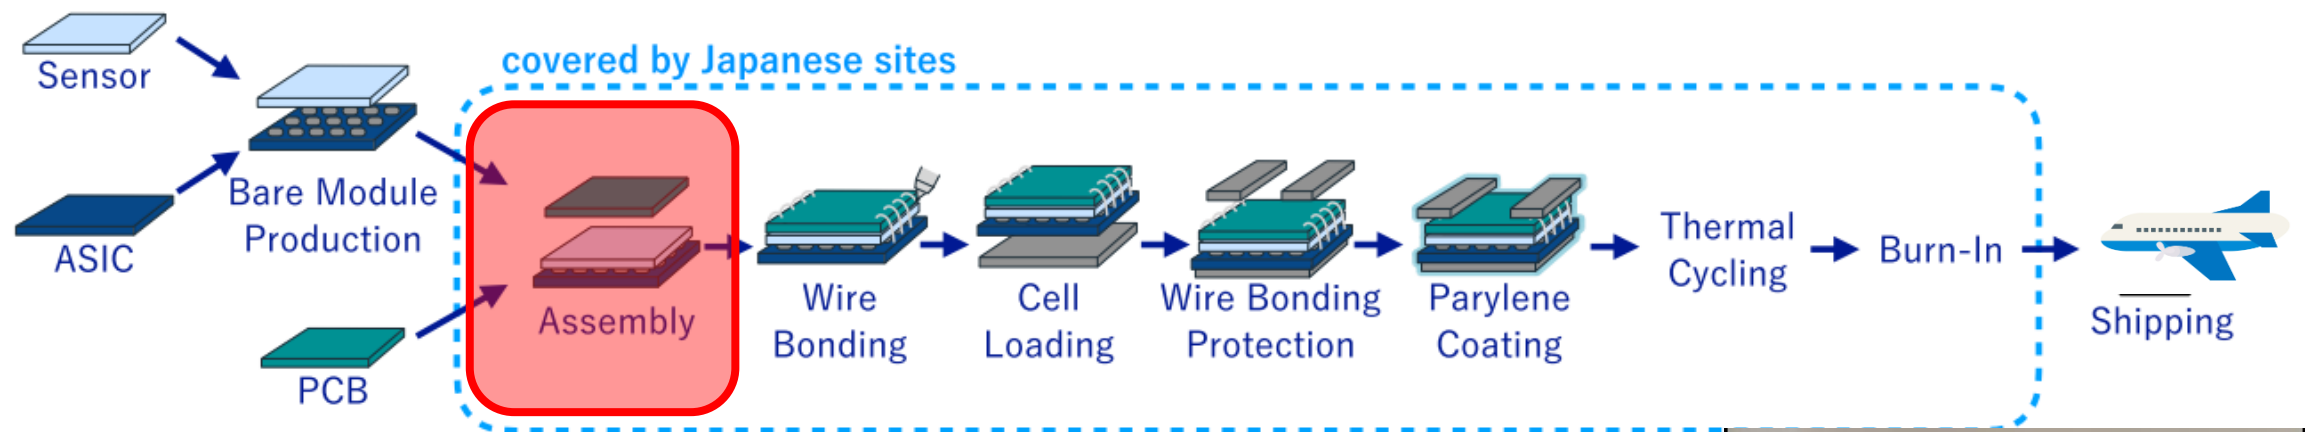 covered by Japanese sites
Sensor
ASIC
Bare Module
Production
PCB
Assembly
Wire
Bonding
Cell
Loading
Wire Bonding
Protection
Parylene
Coating
Thermal
Cycling
Burn-In
Shipping